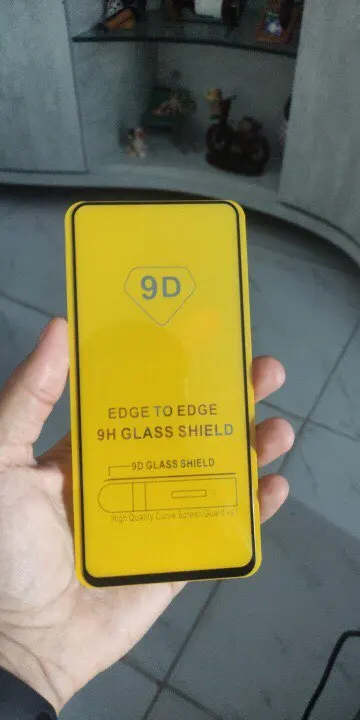 9D
EDGE TO EDGE
9H GLASS SHIELD
9D GLASS SHIELD
High Quality Curve Screen Guard